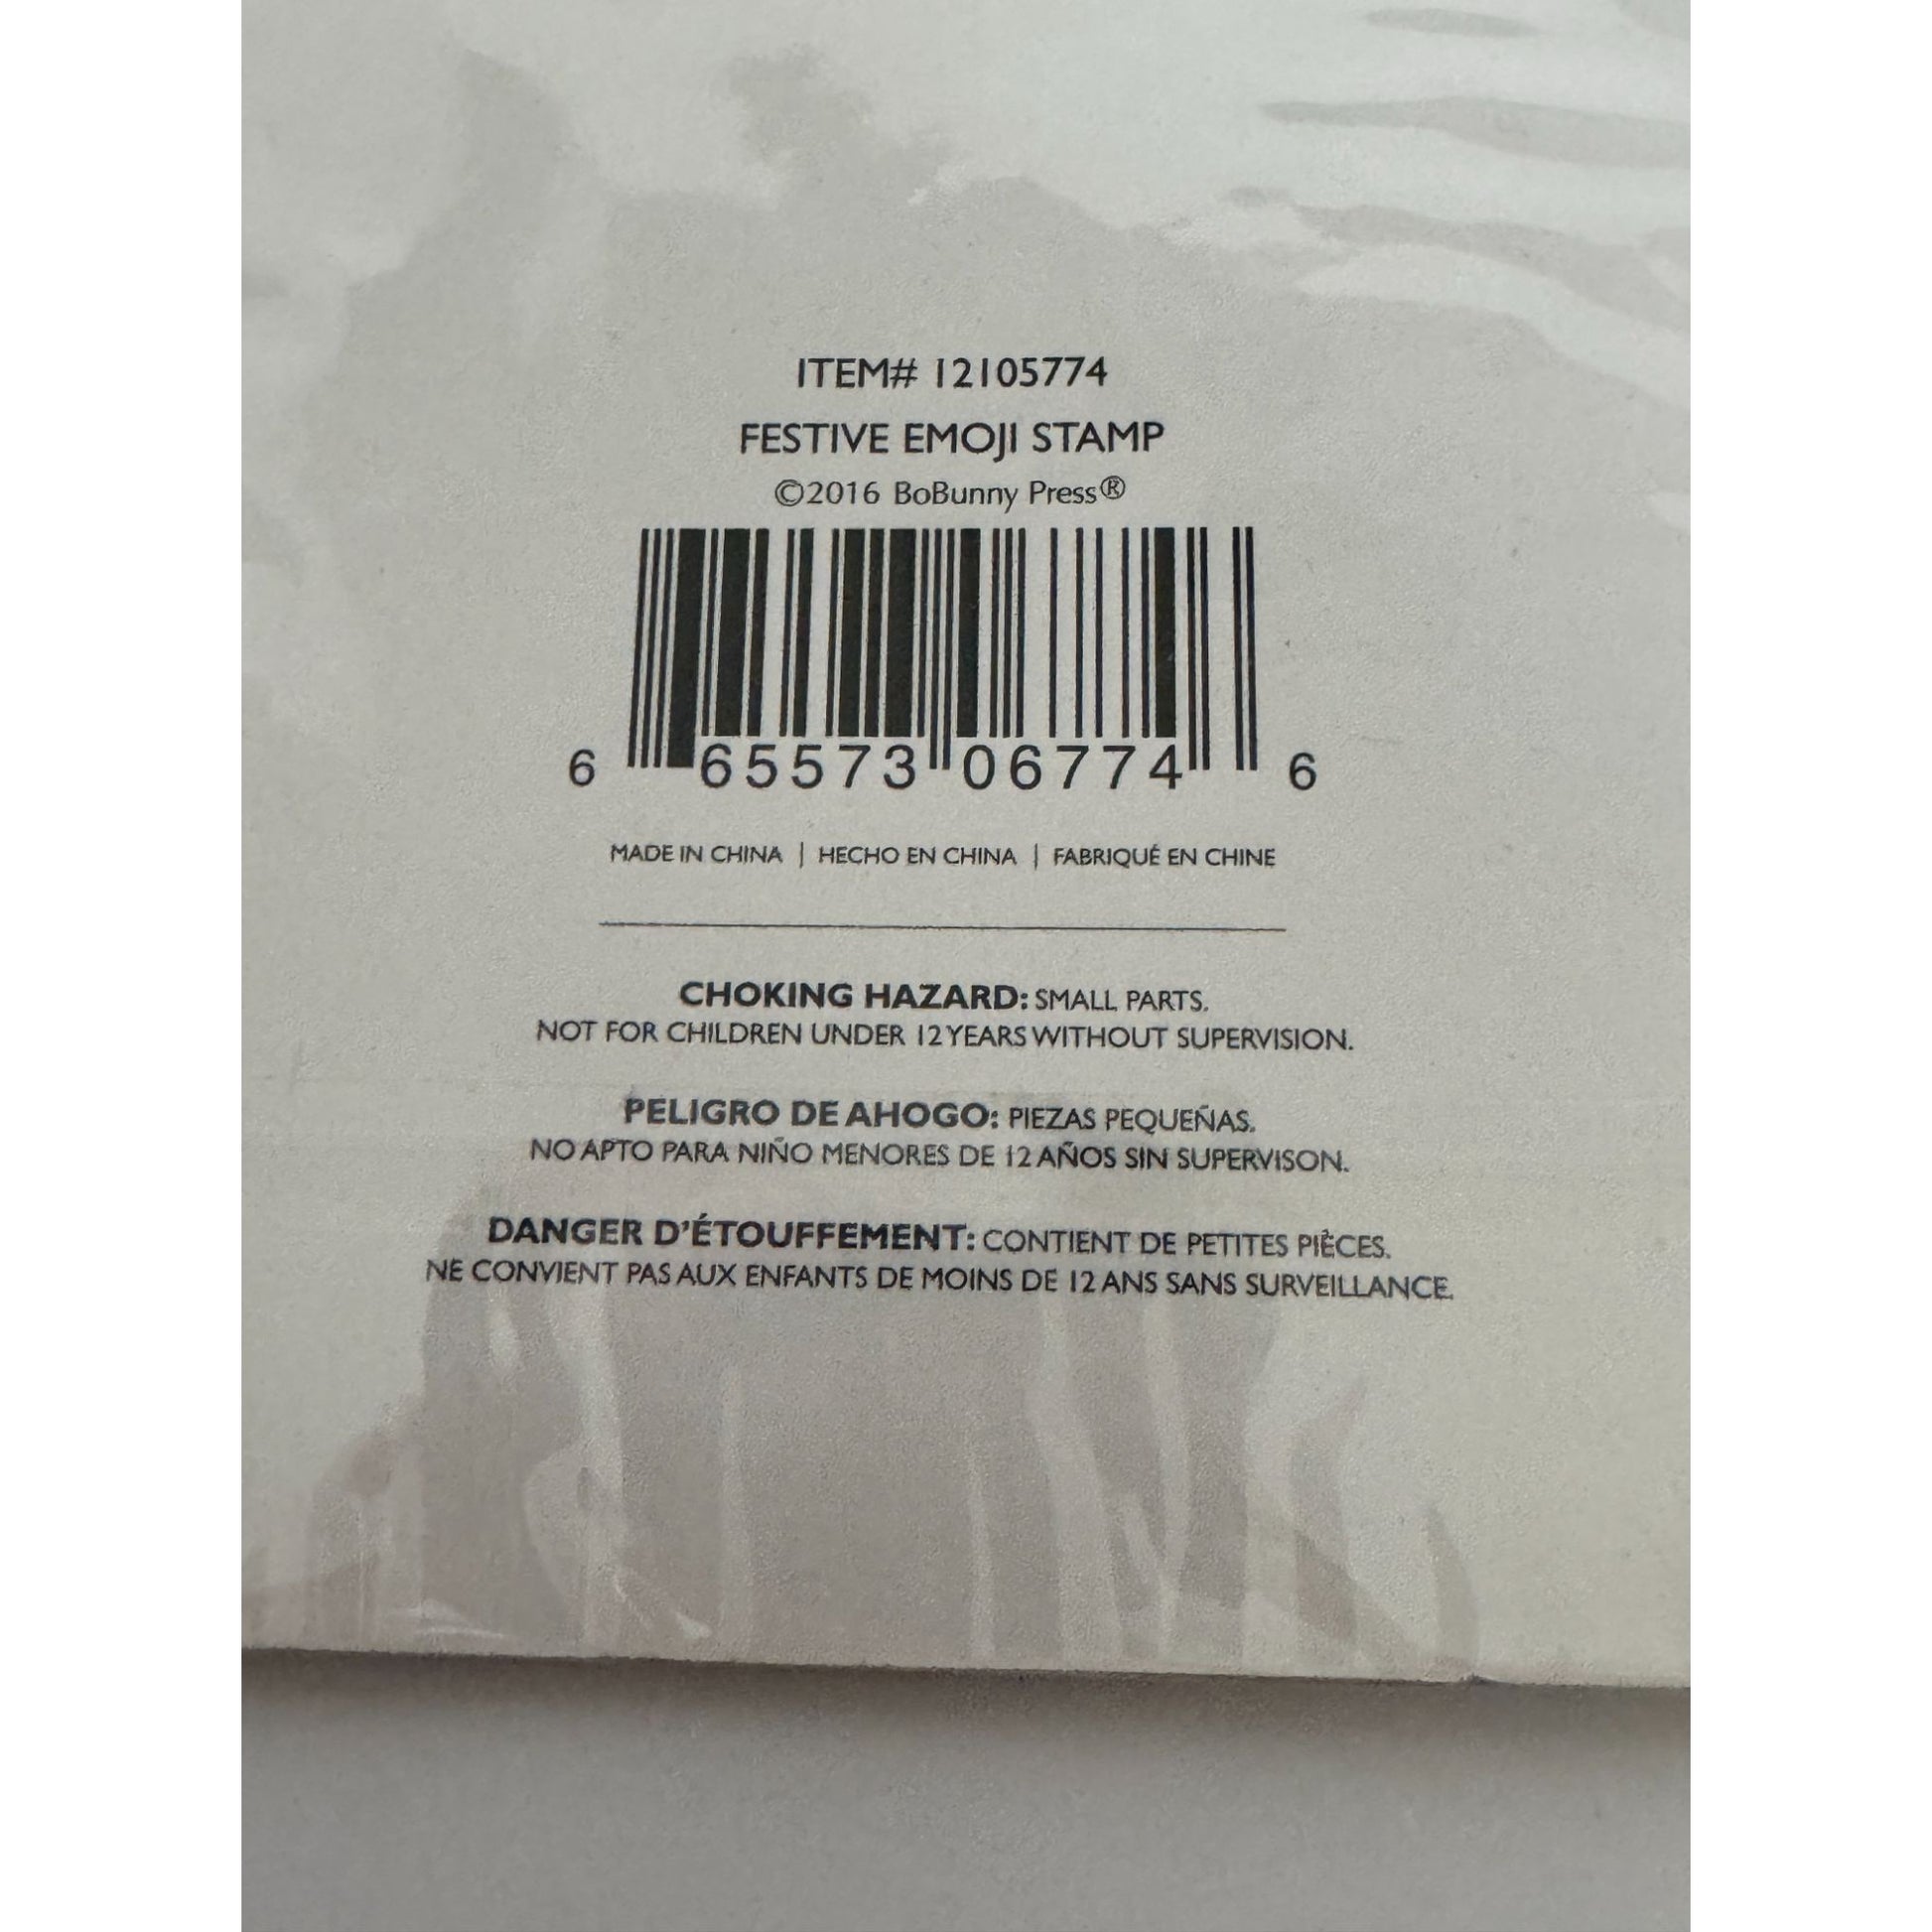 ITEM# 12105774
FESTIVE EMOJI STAMP
©2016 BoBunny Press®
6 65573 06774 6
MADE IN CHINA | HECHO EN CHINA | FABRIQUÉ EN CHINE
CHOKING HAZARD: SMALL PARTS.
NOT FOR CHILDREN UNDER 12 YEARS WITHOUT SUPERVISION.
PELIGRO DE AHOGO: PIEZAS PEQUEÑAS.
NO APTO PARA NIÑO MENORES DE 12 AÑOS SIN SUPERVISON.
DANGER D'ÉTOUFFEMENT: CONTIENT DE PETITES PIÈCES.
NE CONVIENT PAS AUX ENFANTS DE MOINS DE 12 ANS SANS SURVEILLANCE.